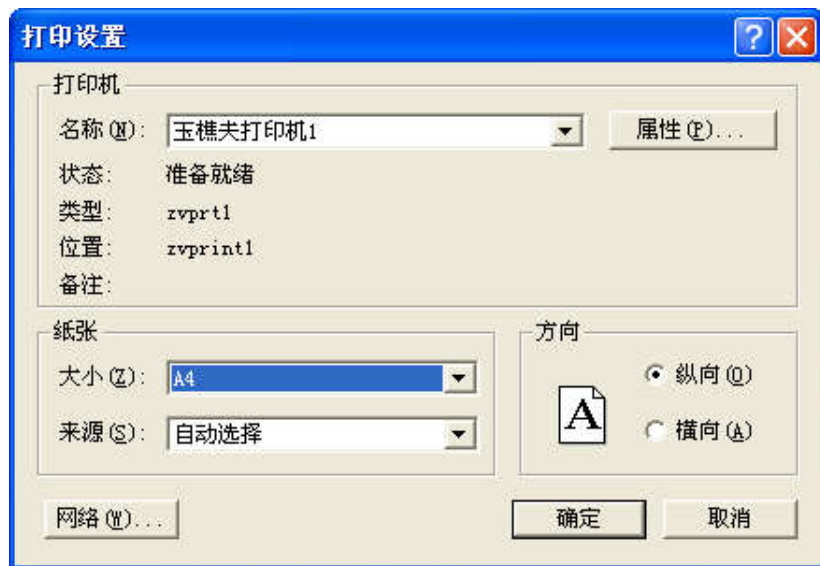 打印设置
打印机
名称(N): 玉樵夫打印机1 属性(P)...
状态: 准备就绪
类型: zvprt1
位置: zvprint1
备注:
纸张 方向
大小(Z): A4 纵向(O)
来源(S): 自动选择 A 横向(A)
网络(W)... 确定 取消